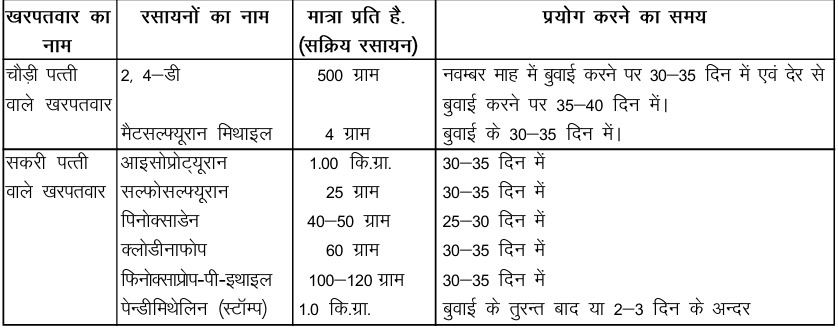 खरपतवार का नाम रसायनों का नाम मात्रा प्रति है. (सक्रिय रसायन) प्रयोग करने का समय
चौड़ी पत्ती 2, 4–डी 500 ग्राम नवम्बर माह में बुवाई करने पर 30–35 दिन में एवं देर से
वाले खरपतवार बुवाई करने पर 35–40 दिन में।
मैटसल्फ्यूरान मिथाइल 4 ग्राम बुवाई के 30–35 दिन में।
सकरी पत्ती आइसोप्रोट्यूरान 1.00 कि.ग्रा. 30–35 दिन में
वाले खरपतवार सल्फोसल्फ्यूरान 25 ग्राम 30–35 दिन में
पिनोक्साडेन 40–50 ग्राम 25–30 दिन में
क्लोडीनाफोप 60 ग्राम 30–35 दिन में
फिनोक्साप्रोप-पी-इथाइल 100–120 ग्राम 30–35 दिन में
पेन्डीमिथेलिन (स्टॉम्प) 1.0 कि.ग्रा. बुवाई के तुरन्त बाद या 2–3 दिन के अन्दर